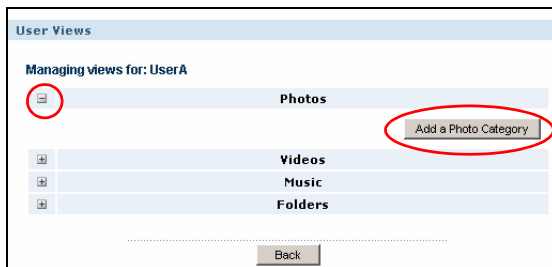 User Views
Managing views for: UserA
Photos
Add a Photo Category
Videos
Music
Folders
Back